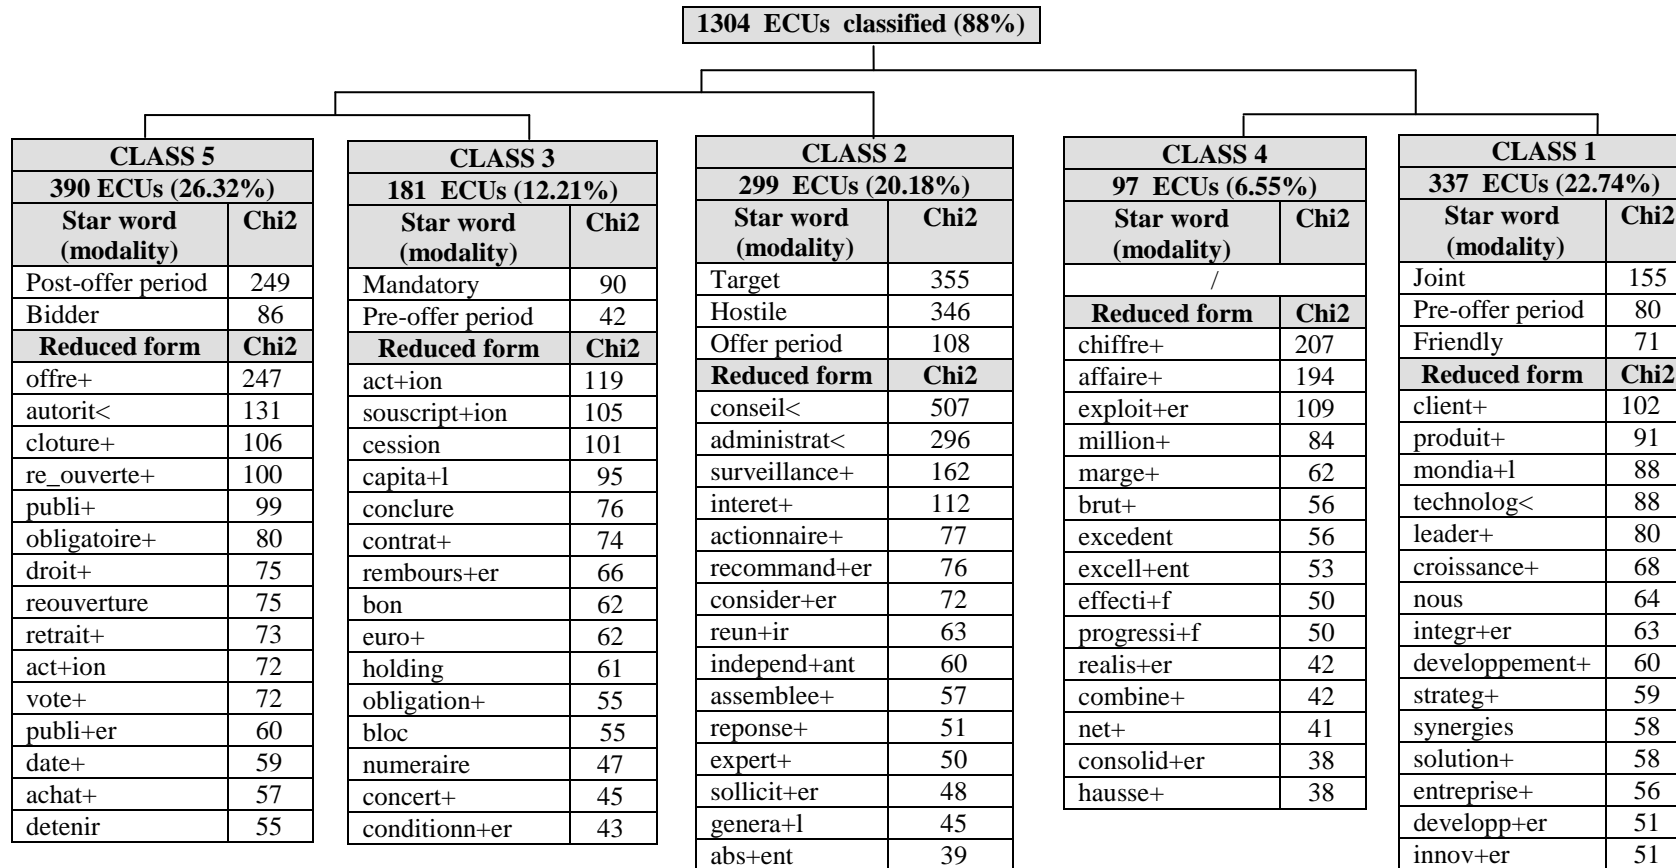 1304 ECUs classified (88%)
CLASS 5
390 ECUs (26.32%)
Star word (modality) Chi2
Post-offer period 249
Bidder 86
Reduced form Chi2
offre+ 247
autorit< 131
cloture+ 106
re_ouverte+ 100
publi+ 99
obligatoire+ 80
droit+ 75
reouverture 75
retrait+ 73
act+ion 72
vote+ 72
publi+er 60
date+ 59
achat+ 57
detenir 55
CLASS 3
181 ECUs (12.21%)
Star word (modality) Chi2
Mandatory 90
Pre-offer period 42
Reduced form Chi2
act+ion 119
souscript+ion 105
cession 101
capita+l 95
conclure 76
contrat+ 74
rembours+er 66
bon 62
euro+ 62
holding 61
obligation+ 55
bloc 55
numeraire 47
concert+ 45
conditionn+er 43
CLASS 2
299 ECUs (20.18%)
Star word (modality) Chi2
Target 355
Hostile 346
Offer period 108
Reduced form Chi2
conseil< 507
administrat< 296
surveillance+ 162
interet+ 112
actionnaire+ 77
recommand+er 76
consider+er 72
reun+ir 63
independ+ant 60
assemblee+ 57
reponse+ 51
expert+ 50
sollicit+er 48
genera+l 45
abs+ent 39
CLASS 4
97 ECUs (6.55%)
Star word (modality) Chi2
/
Reduced form Chi2
chiffre+ 207
affaire+ 194
exploit+er 109
million+ 84
marge+ 62
brut+ 56
excedent 56
excell+ent 53
effecti+f 50
progressi+f 50
realis+er 42
combine+ 42
net+ 41
consolid+er 38
hausse+ 38
CLASS 1
337 ECUs (22.74%)
Star word (modality) Chi2
Joint 155
Pre-offer period 80
Friendly 71
Reduced form Chi2
client+ 102
produit+ 91
mondia+l 88
technolog< 88
leader+ 80
croissance+ 68
nous 64
integr+er 63
developpement+ 60
strateg+ 59
synergies 58
solution+ 58
entreprise+ 56
developp+er 51
innov+er 51